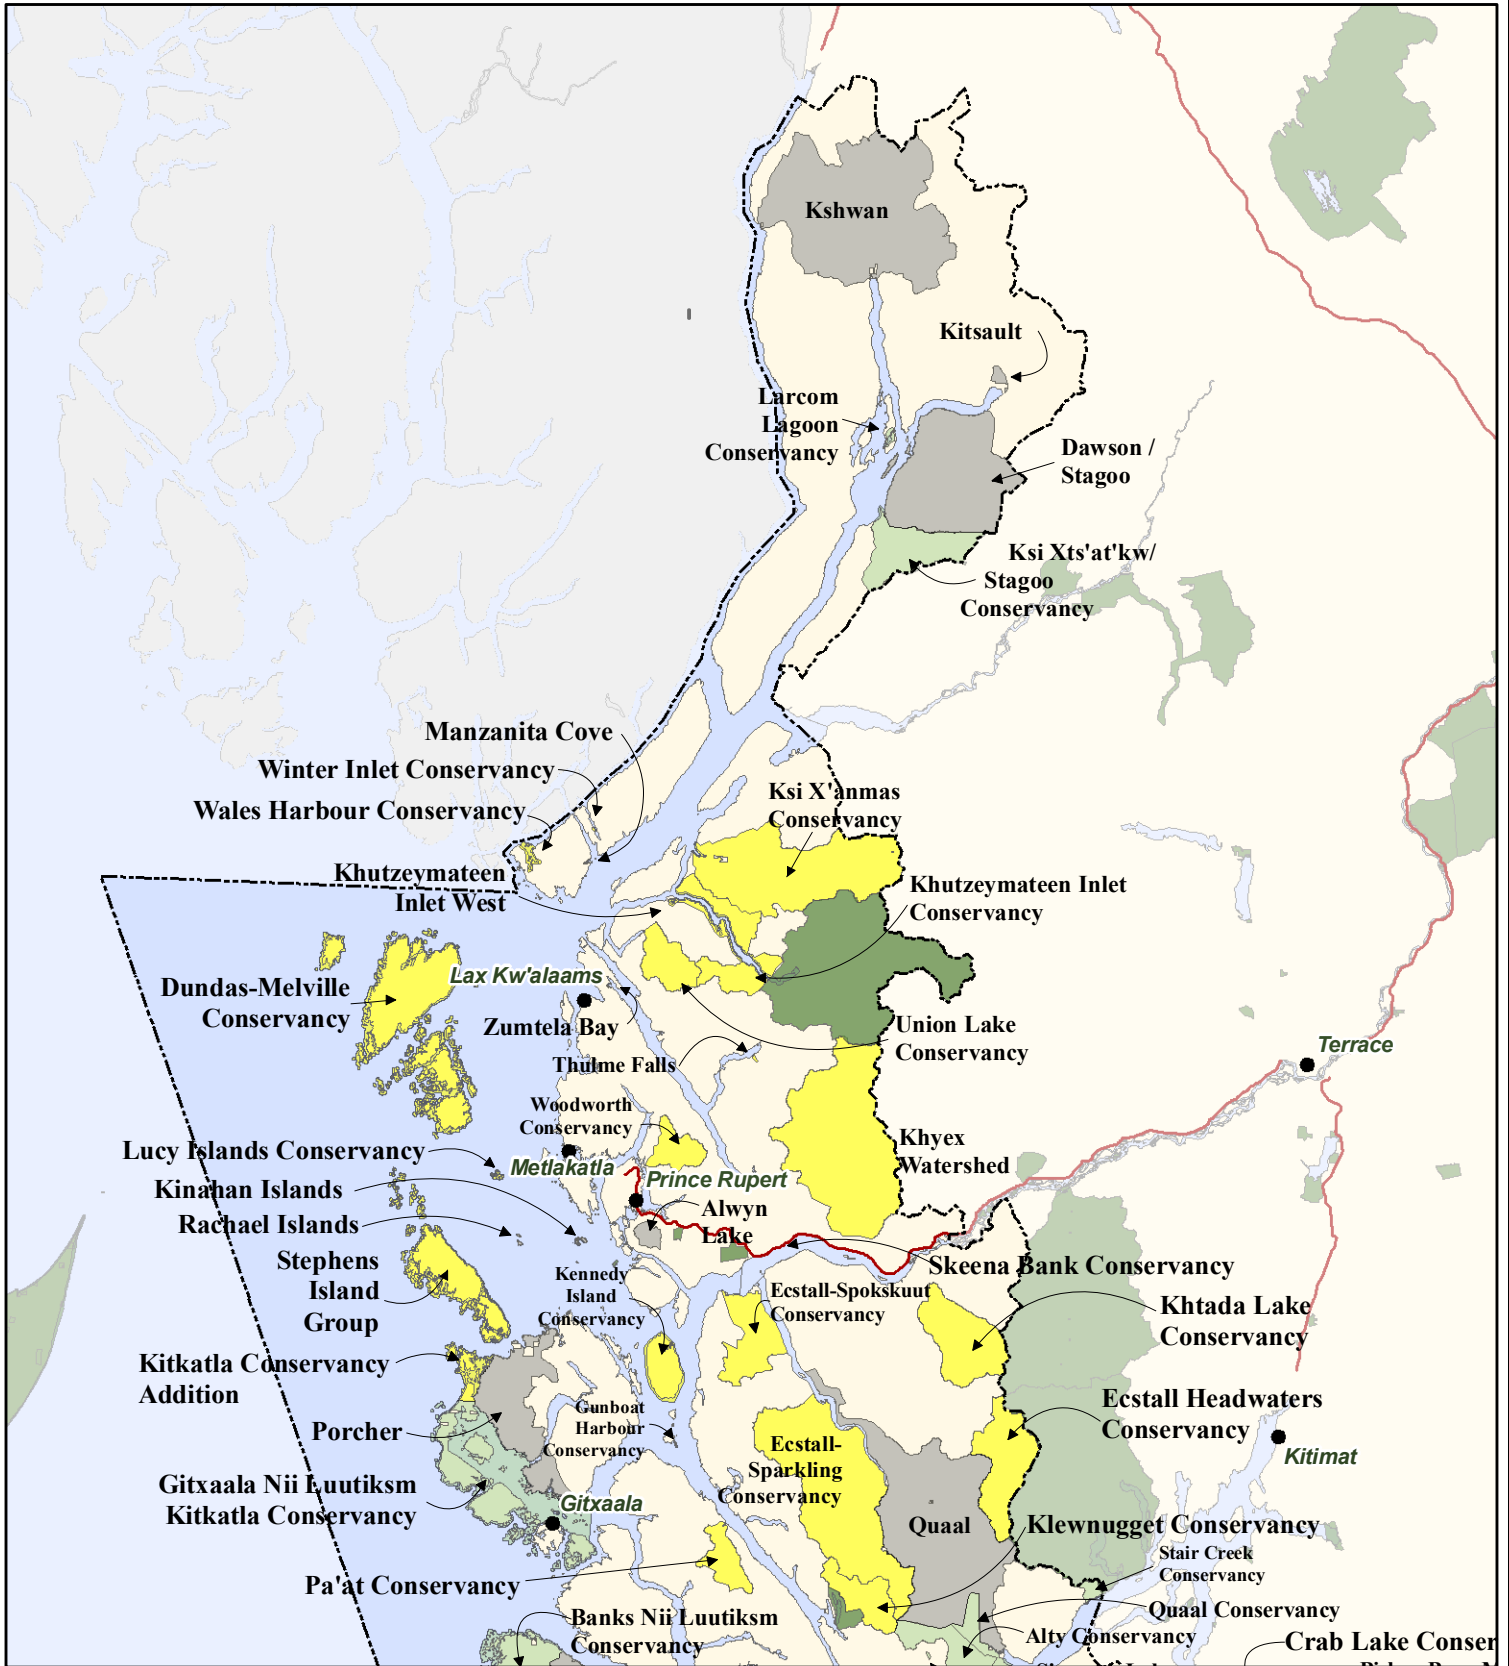 Kshwan
Kitsault
Larcom
Lagoon
Conservancy
Dawson /
Stagoo
Ksi Xts'at'kw/
Stagoo
Conservancy
Manzanita Cove
Winter Inlet Conservancy
Wales Harbour Conservancy
Ksi X'anmas
Conservancy
Khutzeymateen
Inlet West
Khutzeymateen Inlet
Conservancy
Lax Kw'alaams
Dundas-Melville
Conservancy
Zumtela Bay
Union Lake
Conservancy
Terrace
Thulme Falls
Woodworth
Conservancy
Khyex
Watershed
Lucy Islands Conservancy
Metlakatla
Prince Rupert
Kinahan Islands
Rachael Islands
Alwyn
Lake
Stephens
Island
Group
Skeena Bank Conservancy
Kennedy
Island
Conservancy
Ecstall-Spokskuut
Conservancy
Khtada Lake
Conservancy
Kitkatla Conservancy
Addition
Ecstall Headwaters
Conservancy
Porcher
Gunboat
Harbour
Conservancy
Ecstall-
Sparkling
Conservancy
Kitimat
Gitxaala Nii Luutiksm
Kitkatla Conservancy
Gitxaala
Quaal
Klewnugget Conservancy
Stair Creek
Conservancy
Pa'at Conservancy
Quaal Conservancy
Banks Nii Luutiksm
Conservancy
Alty Conservancy
Crab Lake Conser